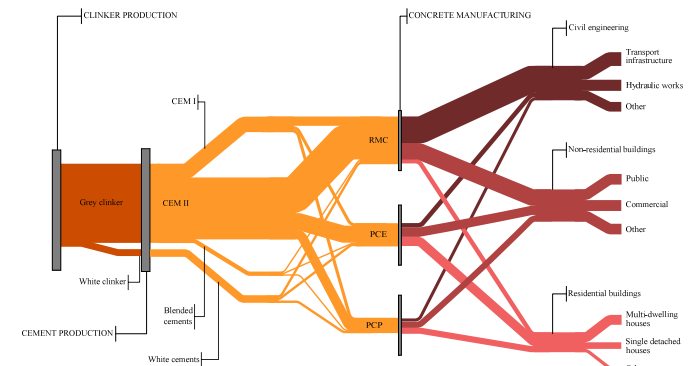 CLINKER PRODUCTION
CONCRETE MANUFACTURING
Civil engineering
Transport
infrastructure
Hydraulic works
Other
CEM I
RMC
Non-residential buildings
Public
Commercial
Other
Grey clinker
CEM II
PCE
White clinker
Residential buildings
Blended
cements
PCP
Multi-dwelling
houses
CEMENT PRODUCTION
Single detached
houses
White cements